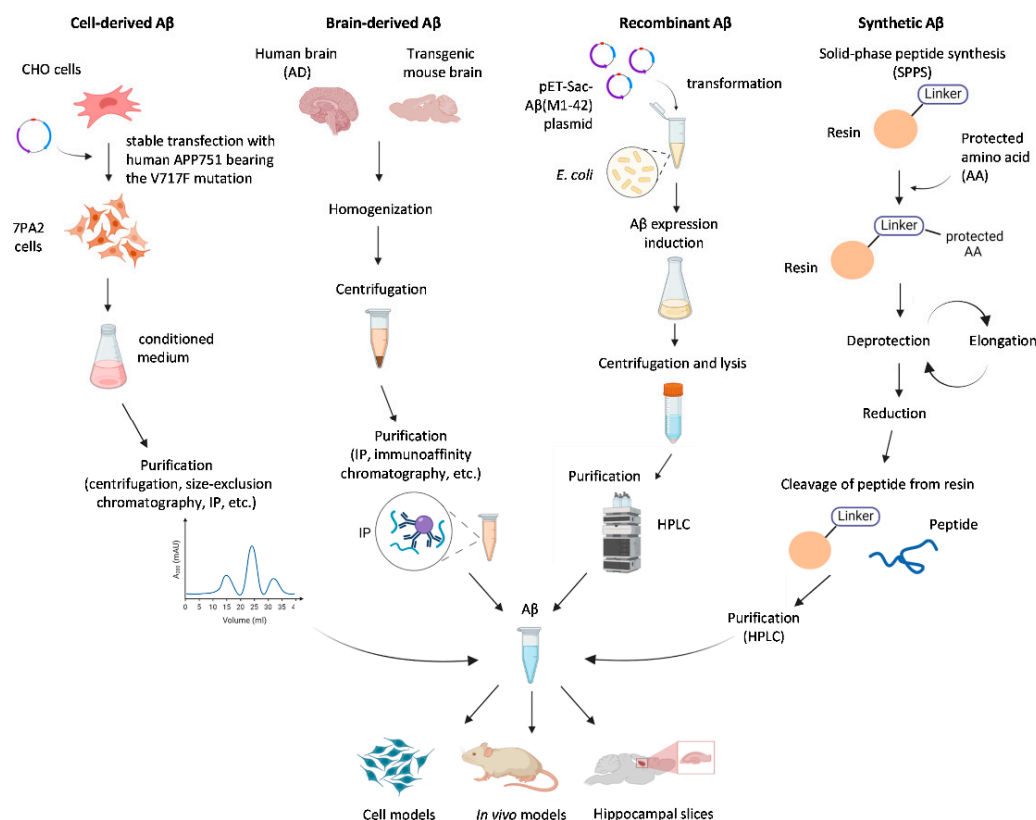 Cell-derived Aβ
CHO cells
stable transfection with
human APP751 bearing
the V717F mutation
7PA2
cells
conditioned
medium
Purification
(centrifugation, size-exclusion
chromatography, IP, etc.)
A₂₈₀ (mAU)
0 5 10 15 20 25 30 35 4
Volume (ml)
Brain-derived Aβ
Human brain
(AD)
Transgenic
mouse brain
Homogenization
Centrifugation
Purification
(IP, immunoaffinity
chromatography, etc.)
IP
Recombinant Aβ
transformation
pET-Sac-
Aβ(M1-42)
plasmid
E. coli
Aβ expression
induction
Centrifugation and lysis
Purification
HPLC
Synthetic Aβ
Solid-phase peptide synthesis
(SPPS)
Linker
Resin
Protected
amino acid
(AA)
Linker
protected
AA
Resin
Deprotection
Elongation
Reduction
Cleavage of peptide from resin
Linker
Peptide
Purification
(HPLC)
Aβ
Cell models
In vivo models
Hippocampal slices